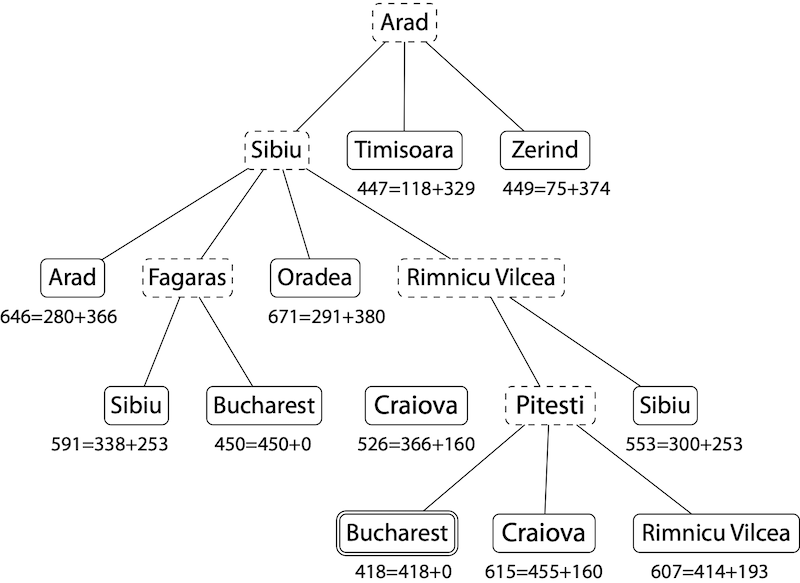 Arad
Sibiu
Timisoara
Zerind
447=118+329
449=75+374
Arad
Fagaras
Oradea
Rimnicu Vilcea
646=280+366
671=291+380
Sibiu
Bucharest
Craiova
Pitesti
Sibiu
591=338+253
450=450+0
526=366+160
553=300+253
Bucharest
Craiova
Rimnicu Vilcea
418=418+0
615=455+160
607=414+193